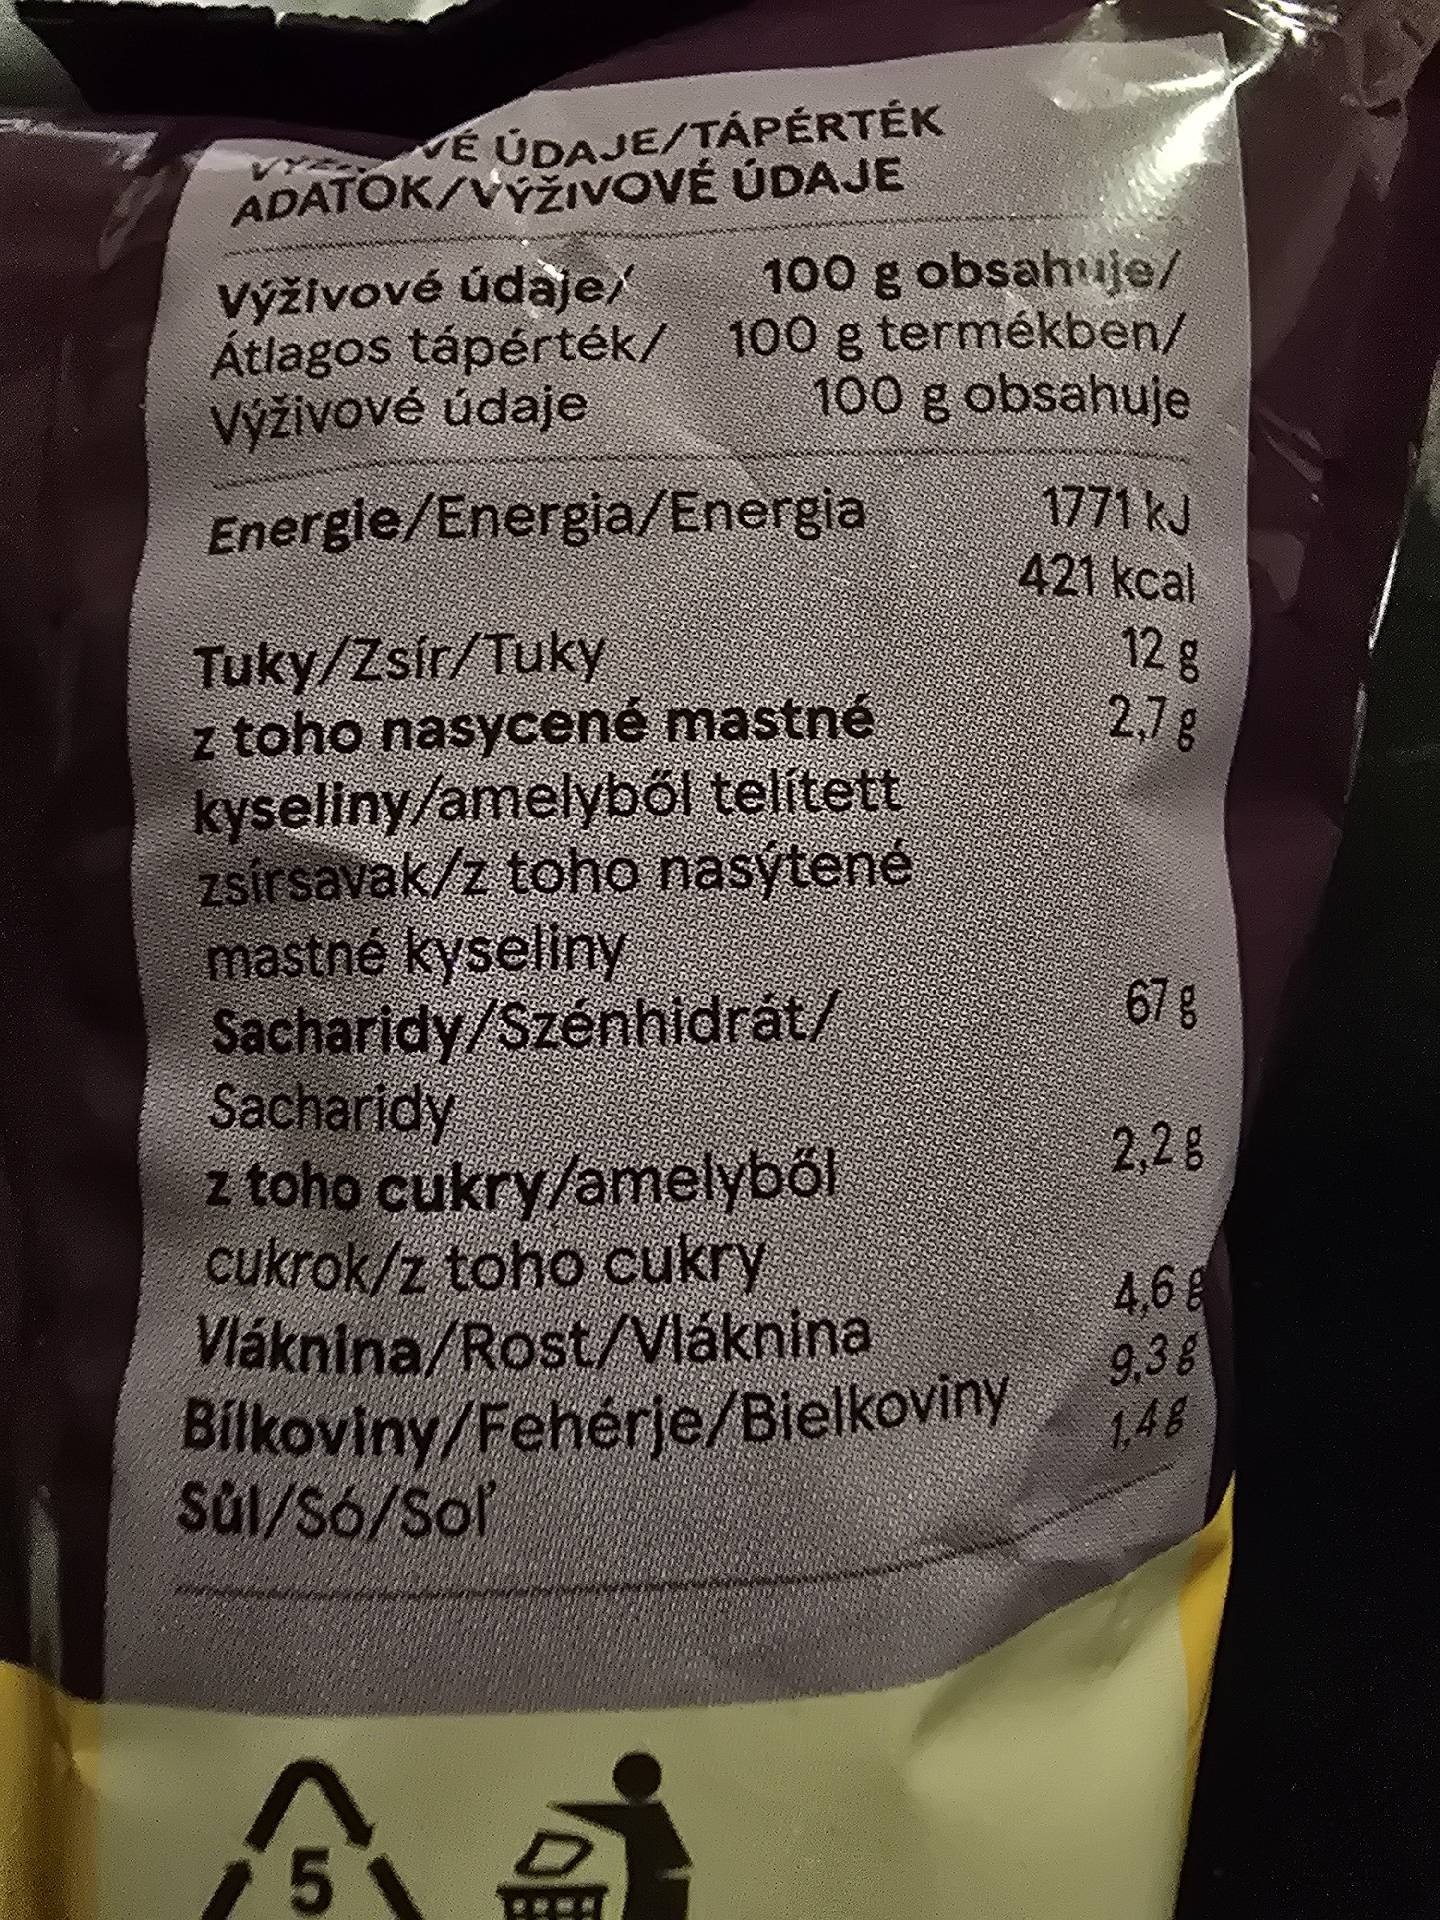 VÉ ÚDAJE/TÁPÉRTÉK
ADATOK/VÝŽIVOVÉ ÚDAJE
Výživové údaje/ 100 g obsahuje/
Átlagos tápérték/ 100 g termékben/
Výživové údaje 100 g obsahuje
Energie/Energia/Energia 1771 kJ
421 kcal
Tuky/Zsír/Tuky 12 g
z toho nasycené mastné 2,7 g
kyseliny/amelyből telített
zsírsavak/z toho nasýtené
mastné kyseliny
Sacharidy/Szénhidrát/ 67 g
Sacharidy
z toho cukry/amelyből 2,2 g
cukrok/z toho cukry
Vláknina/Rost/Vláknina 4,6 g
Bílkoviny/Fehérje/Bielkoviny 9,3 g
Sůl/Só/Soľ 1,4 g
5